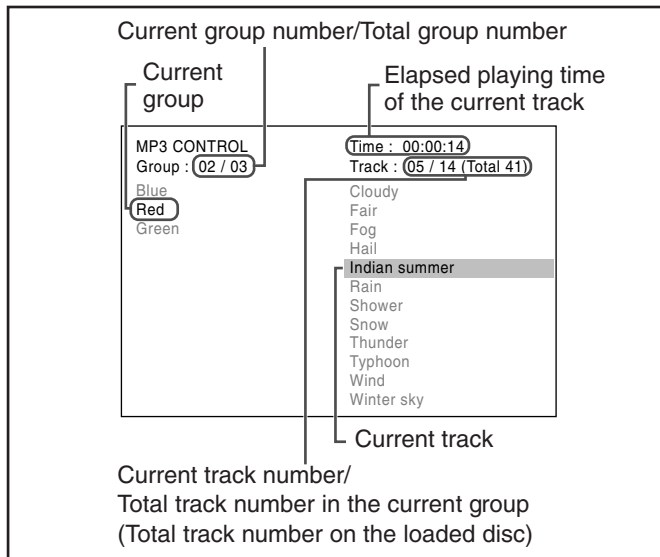 Current group number/Total group number
Current
group
Elapsed playing time
of the current track
MP3 CONTROL
Group : 02 / 03
Blue
Red
Green
Time : 00:00:14
Track : 05 / 14 (Total 41)
Cloudy
Fair
Fog
Hail
Indian summer
Rain
Shower
Snow
Thunder
Typhoon
Wind
Winter sky
Current track
Current track number/
Total track number in the current group
(Total track number on the loaded disc)